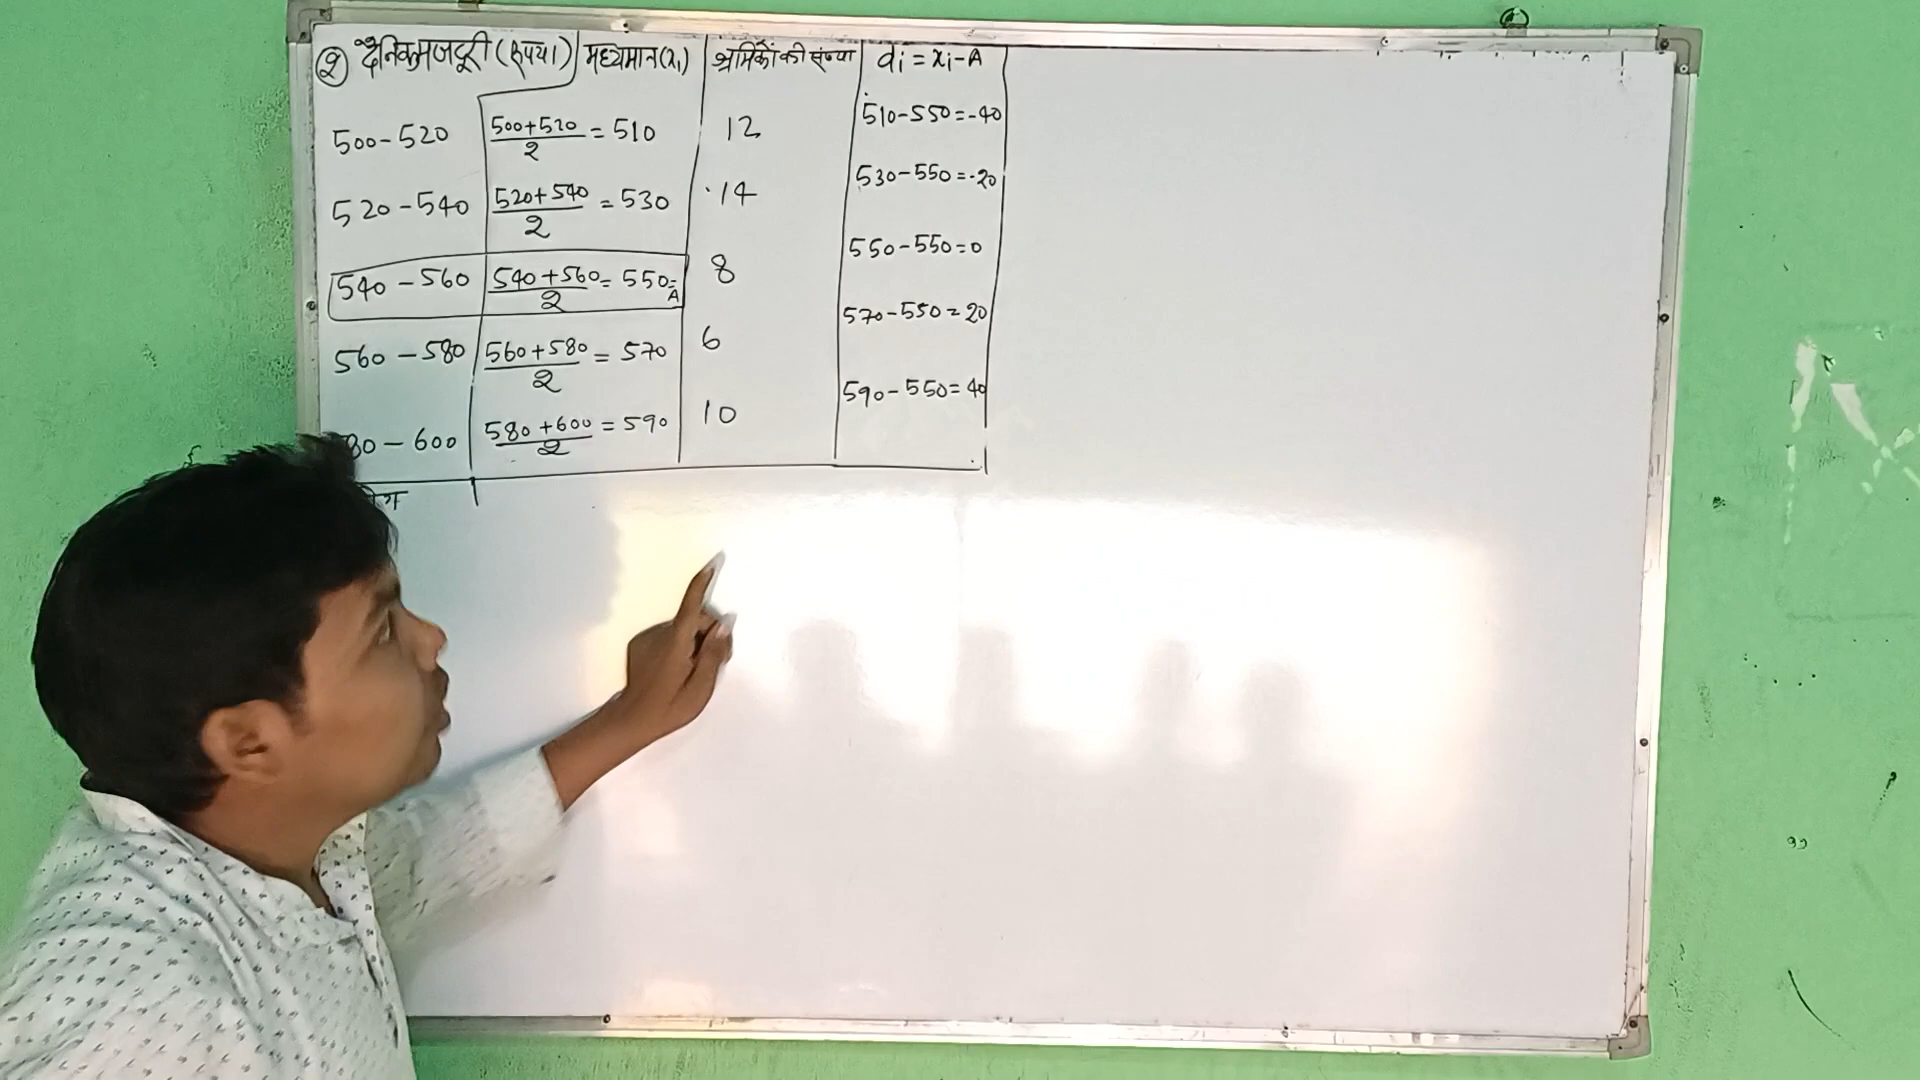 २ दैनिक मजदूरी (रूपया) मध्यमान (xi) श्रमिकों की संख्या di = xi - A
500-520 500+520/2 = 510 12 510-550=-40
520-540 520+540/2 = 530 14 530-550=-20
540-560 540+560/2 = 550 = A 8 550-550=0
560-580 560+580/2 = 570 6 570-550=20
80-600 580+600/2 = 590 10 590-550=40